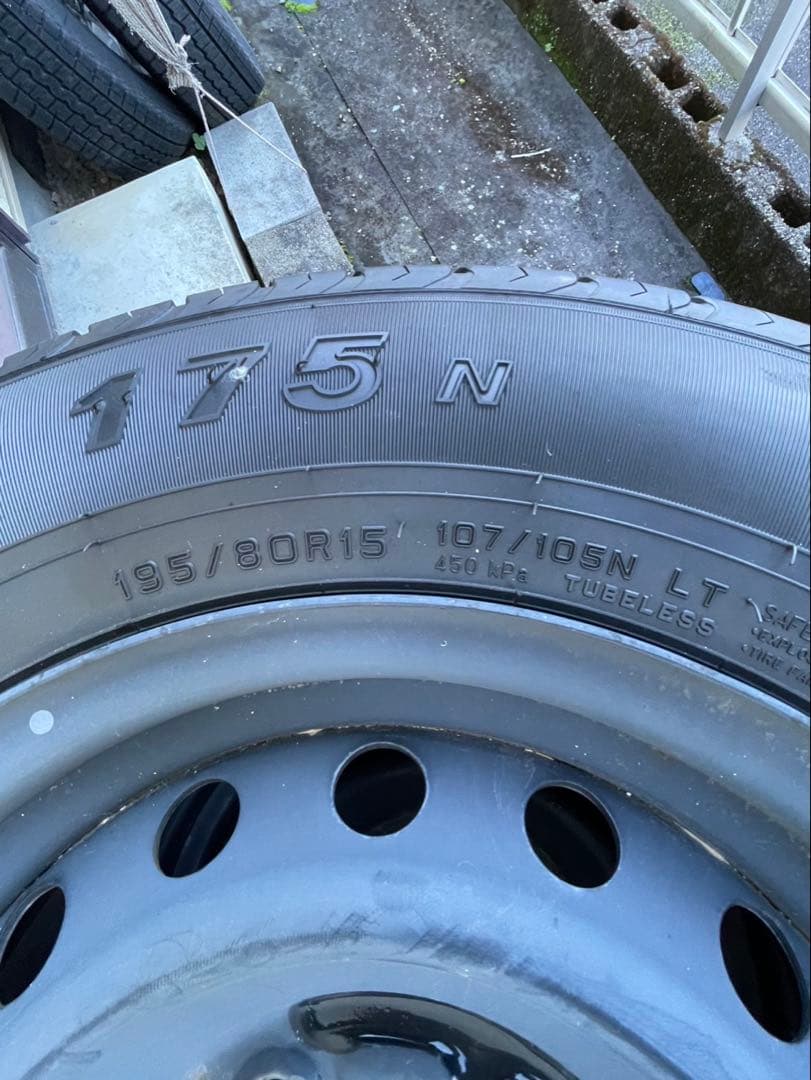 175 N
195/80R15 107/105N LT
450 kPa TUBELESS